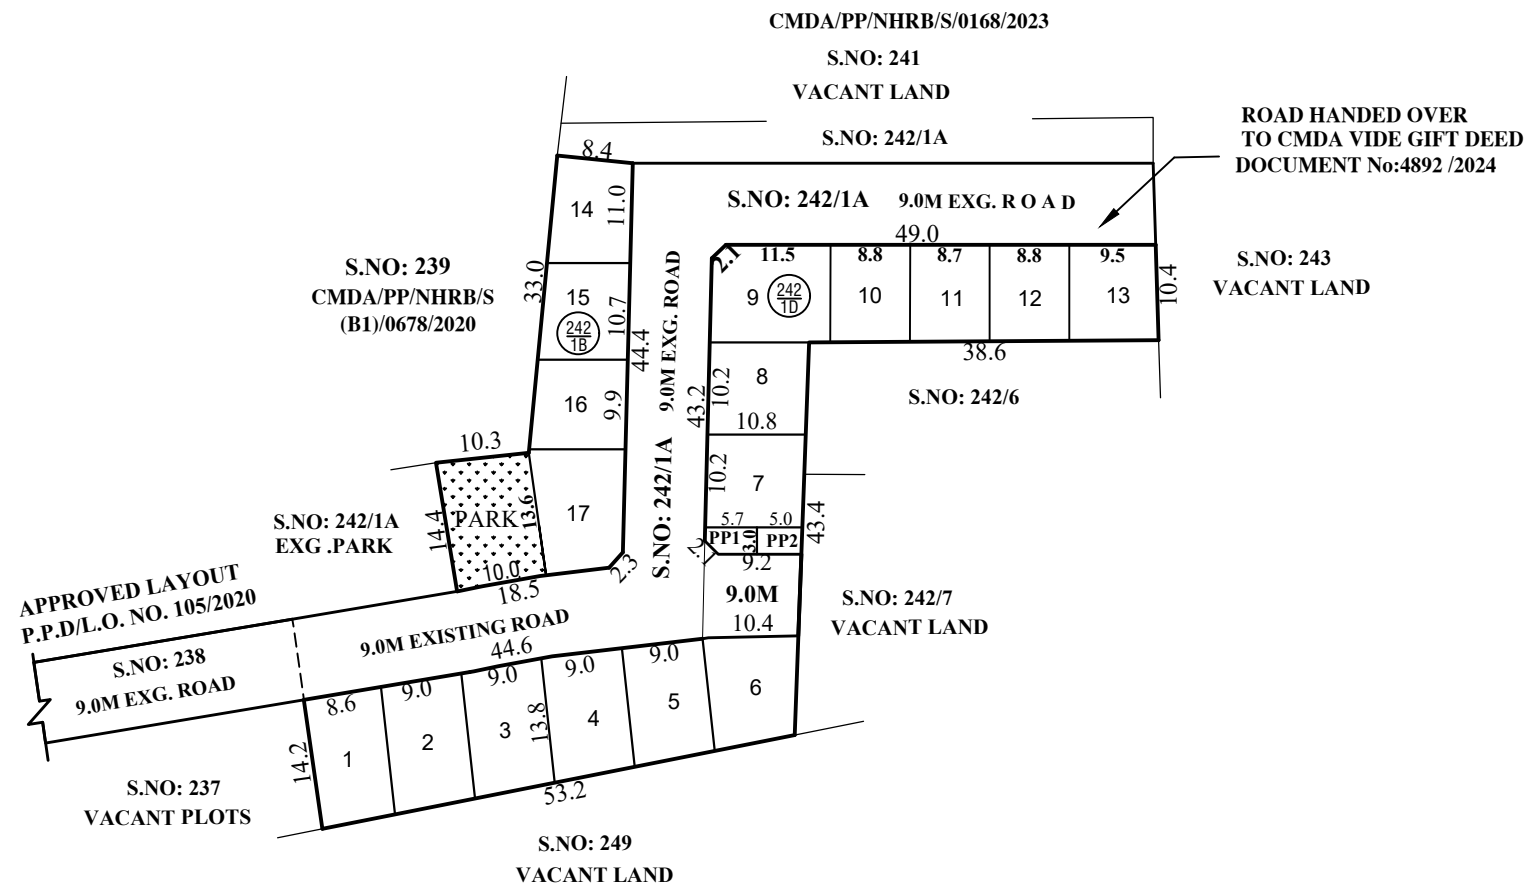 CMDA/PP/NHRB/S/0168/2023
S.NO: 241
VACANT LAND
S.NO: 242/1A
ROAD HANDED OVER
TO CMDA VIDE GIFT DEED
DOCUMENT No:4892 /2024
8.4
14
11.0
S.NO: 242/1A
9.0M EXG. R O A D
49.0
S.NO: 239
CMDA/PP/NHRB/S
(B1)/0678/2020
33.0
15
242
1B
10.7
44.4
9.0M EXG. ROAD
S.NO: 242/1A
2.1
11.5
8.8
8.7
8.8
9.5
9
242
1D
10
11
12
13
10.4
S.NO: 243
VACANT LAND
38.6
S.NO: 242/6
16
9.9
43.2
8
10.2
10.8
10.3
PARK
14.4
13.6
10.0
17
2.3
18.5
7
10.2
5.7
5.0
PP1
3.0
PP2
43.4
2.1
9.2
9.0M
10.4
S.NO: 242/1A
EXG .PARK
S.NO: 242/7
VACANT LAND
APPROVED LAYOUT
P.P.D/L.O. NO. 105/2020
S.NO: 238
9.0M EXG. ROAD
9.0M EXISTING ROAD
44.6
8.6
9.0
9.0
9.0
9.0
14.2
1
2
3
13.8
4
5
6
53.2
S.NO: 237
VACANT PLOTS
S.NO: 249
VACANT LAND